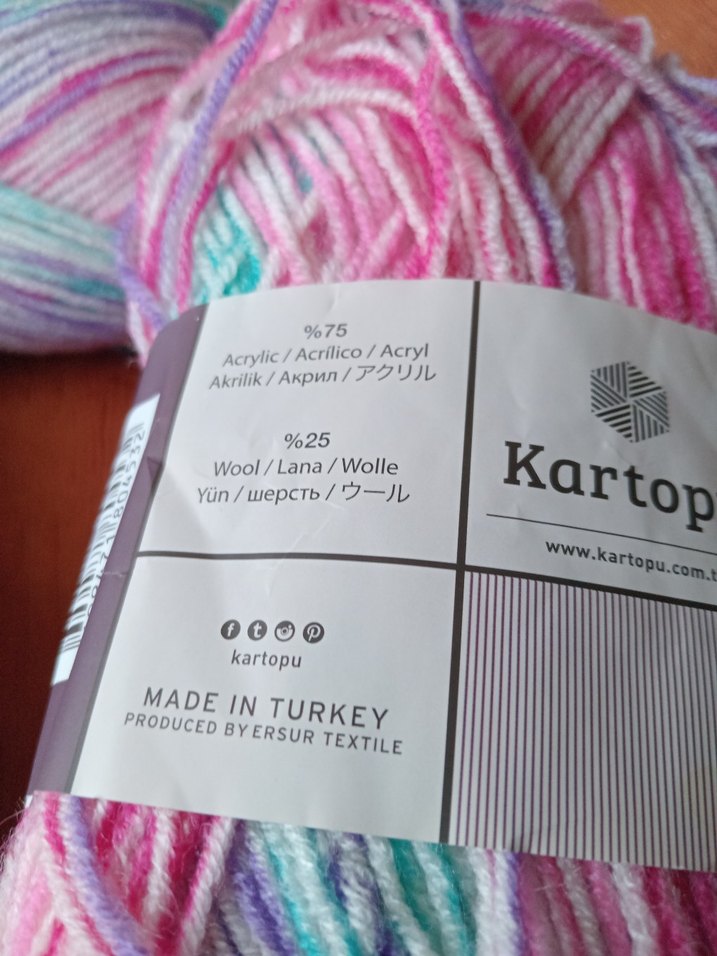 %75
Acrylic / Acrílico / Acryl
Akrilik / Акрил / アクリル
%25
Wool / Lana / Wolle
Yün / шерсть / ウール
kartopu
MADE IN TURKEY
PRODUCED BY ERSUR TEXTILE
Kartop
www.kartopu.com.t